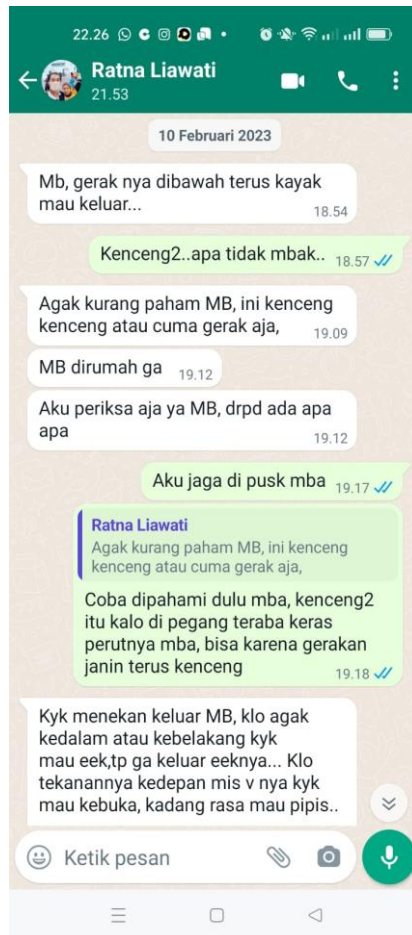 22.26
Ratna Liawati
21.53
10 Februari 2023
Mb, gerak nya dibawah terus kayak
mau keluar...
18.54
Kenceng2..apa tidak mbak..
18.57
Agak kurang paham MB, ini kenceng
kenceng atau cuma gerak aja,
19.09
MB dirumah ga
19.12
Aku periksa aja ya MB, drpd ada apa
apa
19.12
Aku jaga di pusk mba
19.17
Ratna Liawati
Agak kurang paham MB, ini kenceng
kenceng atau cuma gerak aja,
Coba dipahami dulu mba, kenceng2
itu kalo di pegang teraba keras
perutnya mba, bisa karena gerakan
janin terus kenceng
19.18
Kyk menekan keluar MB, klo agak
kedalam atau kebelakang kyk
mau eek,tp ga keluar eeknya... Klo
tekanannya kedepan mis v nya kyk
mau kebuka, kadang rasa mau pipis..
Ketik pesan